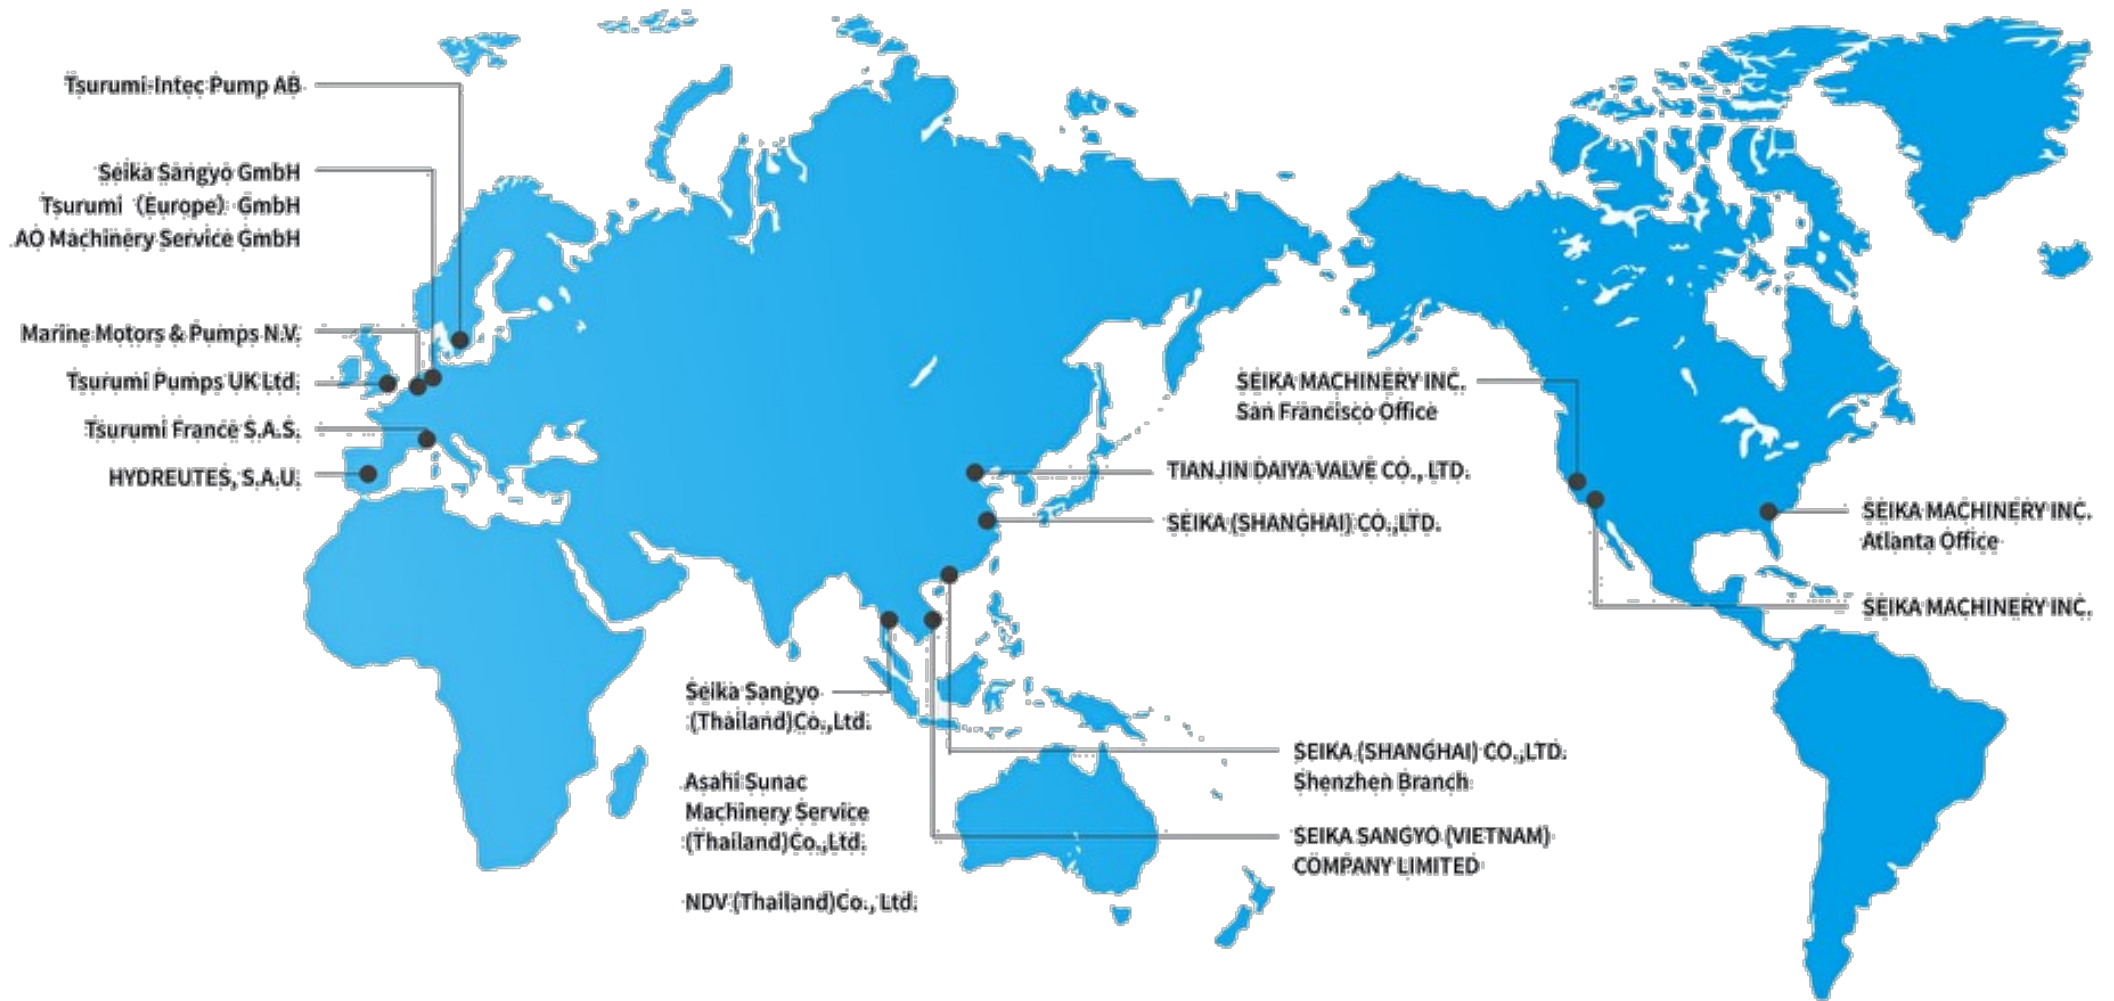 Tsurumi-Intec Pump AB
Seika Sangyo GmbH
Tsurumi（Europe）GmbH
AO Machinery Service GmbH
Marine Motors & Pumps N.V.
Tsurumi Pumps UK Ltd.
Tsurumi France S.A.S.
HYDREUTES, S.A.U.
SEIKA MACHINERY INC.
San Francisco Office
TIANJIN DAIYA VALVE CO., LTD.
SEIKA (SHANGHAI) CO.,LTD.
SEIKA MACHINERY INC.
Atlanta Office
SEIKA MACHINERY INC.
Seika Sangyo
(Thailand)Co.,Ltd.
Asahi Sunac
Machinery Service
(Thailand)Co.,Ltd.
NDV (Thailand)Co., Ltd.
SEIKA (SHANGHAI) CO.,LTD.
Shenzhen Branch
SEIKA SANGYO (VIETNAM)
COMPANY LIMITED